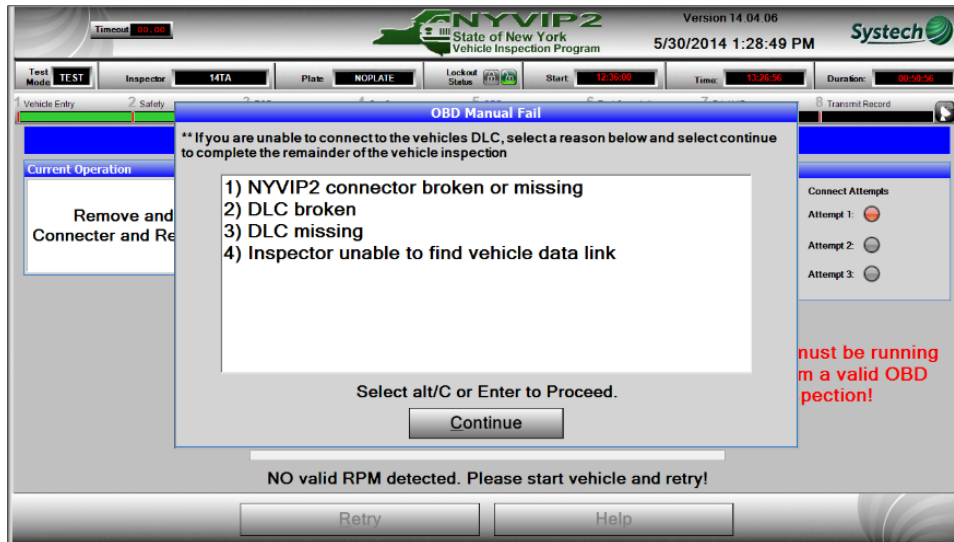 Timeout 00.00
NYVIP2
State of New York
Vehicle Inspection Program
Version 14.04.06
5/30/2014 1:28:49 PM
Systech
Test Mode TEST Inspector 14TA Plate NOPLATE Lockout Status Start 12:36:00 Time: 13:26:56 Duration: 00:50:56
1 Vehicle Entry 2 Safety 8 Transmit Record
OBD Manual Fail
** If you are unable to connect to the vehicles DLC, select a reason below and select continue
to complete the remainder of the vehicle inspection
1) NYVIP2 connector broken or missing
2) DLC broken
3) DLC missing
4) Inspector unable to find vehicle data link
Select alt/C or Enter to Proceed.
Continue
Current Operation
Remove and
Connecter and Re
Connect Attempts
Attempt 1:
Attempt 2:
Attempt 3:
must be running
m a valid OBD
pection!
NO valid RPM detected. Please start vehicle and retry!
Retry Help